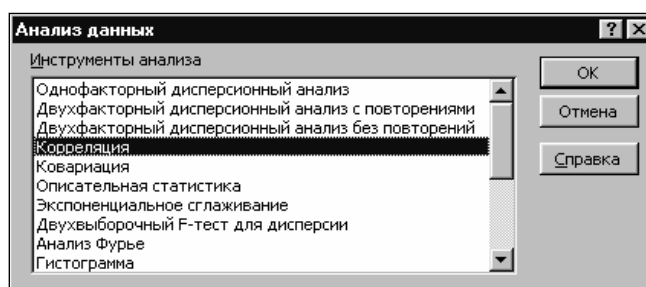 Анализ данных
Инструменты анализа
Однофакторный дисперсионный анализ
Двухфакторный дисперсионный анализ с повторениями
Двухфакторный дисперсионный анализ без повторений
Корреляция
Ковариация
Описательная статистика
Экспоненциальное сглаживание
Двухвыборочный F-тест для дисперсии
Анализ Фурье
Гистограмма
ОК
Отмена
Справка